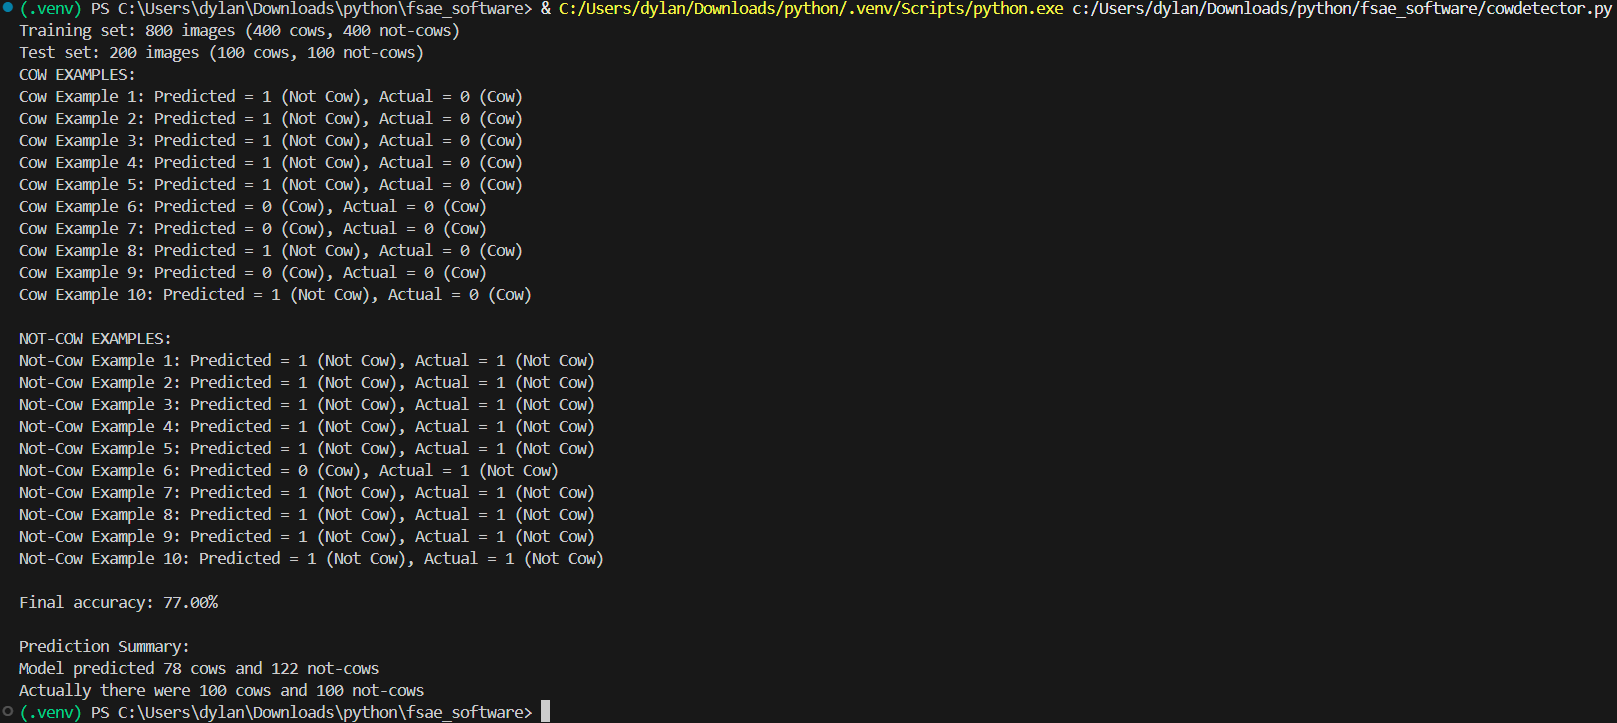 (.venv) PS C:\Users\dylan\Downloads\python\fsae_software> & C:/Users/dylan/Downloads/python/.venv/Scripts/python.exe c:/Users/dylan/Downloads/python/fsae_software/cowdetector.py
Training set: 800 images (400 cows, 400 not-cows)
Test set: 200 images (100 cows, 100 not-cows)
COW EXAMPLES:
Cow Example 1: Predicted = 1 (Not Cow), Actual = 0 (Cow)
Cow Example 2: Predicted = 1 (Not Cow), Actual = 0 (Cow)
Cow Example 3: Predicted = 1 (Not Cow), Actual = 0 (Cow)
Cow Example 4: Predicted = 1 (Not Cow), Actual = 0 (Cow)
Cow Example 5: Predicted = 1 (Not Cow), Actual = 0 (Cow)
Cow Example 6: Predicted = 0 (Cow), Actual = 0 (Cow)
Cow Example 7: Predicted = 0 (Cow), Actual = 0 (Cow)
Cow Example 8: Predicted = 1 (Not Cow), Actual = 0 (Cow)
Cow Example 9: Predicted = 0 (Cow), Actual = 0 (Cow)
Cow Example 10: Predicted = 1 (Not Cow), Actual = 0 (Cow)
NOT-COW EXAMPLES:
Not-Cow Example 1: Predicted = 1 (Not Cow), Actual = 1 (Not Cow)
Not-Cow Example 2: Predicted = 1 (Not Cow), Actual = 1 (Not Cow)
Not-Cow Example 3: Predicted = 1 (Not Cow), Actual = 1 (Not Cow)
Not-Cow Example 4: Predicted = 1 (Not Cow), Actual = 1 (Not Cow)
Not-Cow Example 5: Predicted = 1 (Not Cow), Actual = 1 (Not Cow)
Not-Cow Example 6: Predicted = 0 (Cow), Actual = 1 (Not Cow)
Not-Cow Example 7: Predicted = 1 (Not Cow), Actual = 1 (Not Cow)
Not-Cow Example 8: Predicted = 1 (Not Cow), Actual = 1 (Not Cow)
Not-Cow Example 9: Predicted = 1 (Not Cow), Actual = 1 (Not Cow)
Not-Cow Example 10: Predicted = 1 (Not Cow), Actual = 1 (Not Cow)
Final accuracy: 77.00%
Prediction Summary:
Model predicted 78 cows and 122 not-cows
Actually there were 100 cows and 100 not-cows
(.venv) PS C:\Users\dylan\Downloads\python\fsae_software>